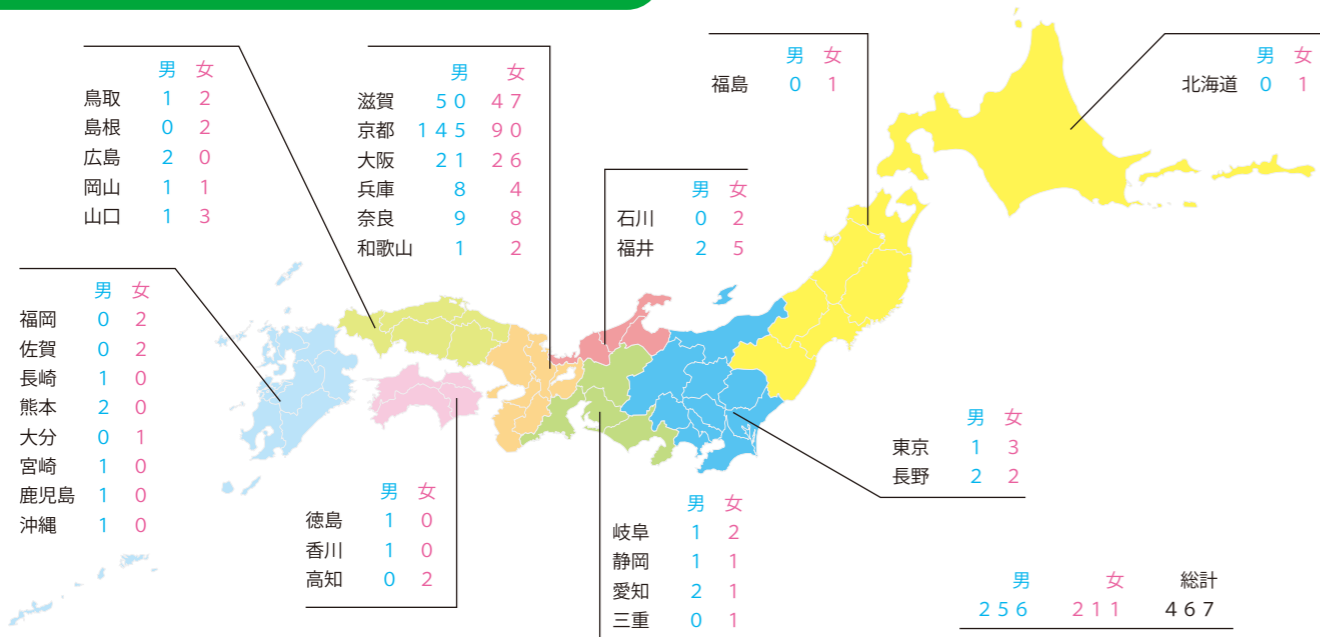 男 女
鳥取 1 2
島根 0 2
広島 2 0
岡山 1 1
山口 1 3
男 女
滋賀 50 47
京都 145 90
大阪 21 26
兵庫 8 4
奈良 9 8
和歌山 1 2
男 女
福島 0 1
男 女
北海道 0 1
男 女
石川 0 2
福井 2 5
男 女
福岡 0 2
佐賀 0 2
長崎 1 0
熊本 2 0
大分 0 1
宮崎 1 0
鹿児島 1 0
沖縄 1 0
男 女
徳島 1 0
香川 1 0
高知 0 2
男 女
岐阜 1 2
静岡 1 1
愛知 2 1
三重 0 1
男 女
東京 1 3
長野 2 2
男 女 総計
256 211 467